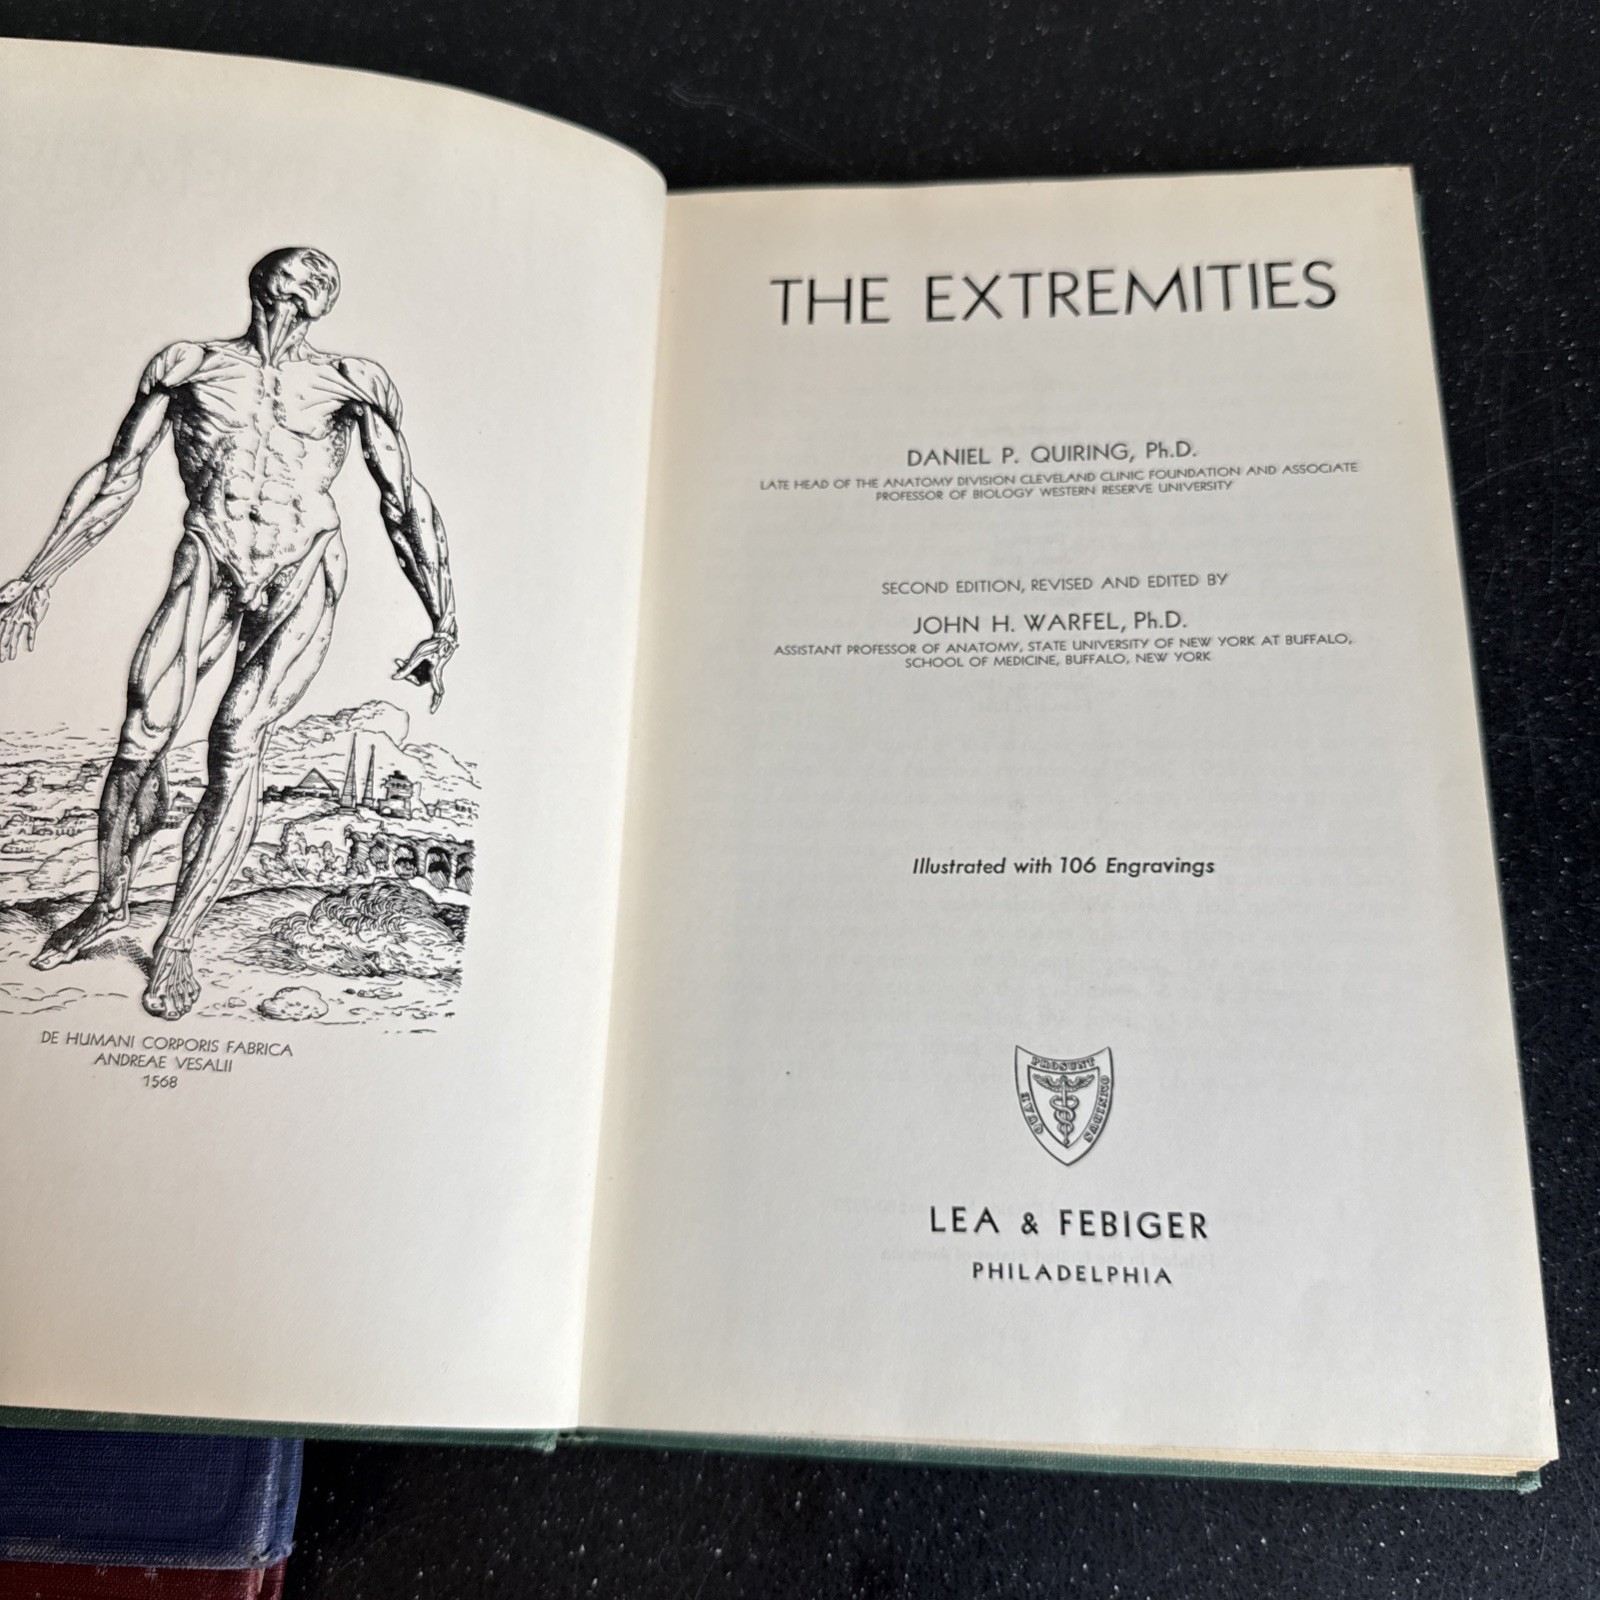 DE HUMANI CORPORIS FABRICA
ANDREAE VESALII
1568
THE EXTREMITIES
DANIEL P. QUIRING, Ph.D.
LATE HEAD OF THE ANATOMY DIVISION CLEVELAND CLINIC FOUNDATION AND ASSOCIATE
PROFESSOR OF BIOLOGY WESTERN RESERVE UNIVERSITY
SECOND EDITION, REVISED AND EDITED BY
JOHN H. WARFEL, Ph.D.
ASSISTANT PROFESSOR OF ANATOMY, STATE UNIVERSITY OF NEW YORK AT BUFFALO,
SCHOOL OF MEDICINE, BUFFALO, NEW YORK
Illustrated with 106 Engravings
PROSUNT
OMNIBUS
LEA & FEBIGER
PHILADELPHIA